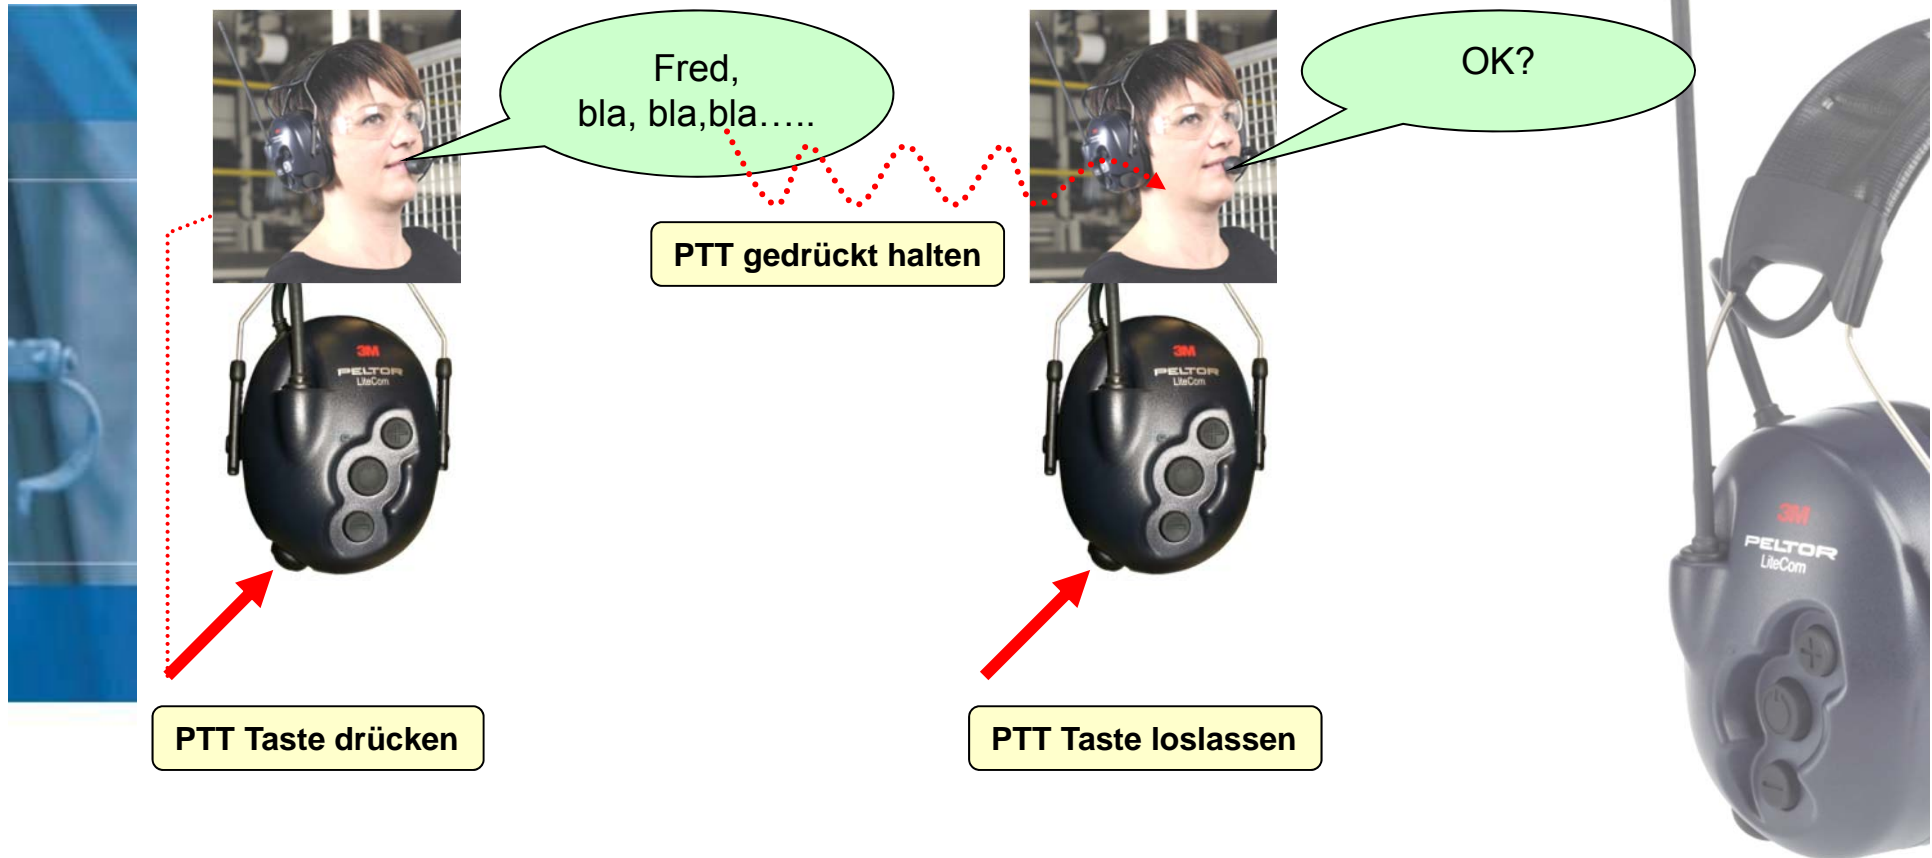 Fred,
bla, bla,bla…..
OK?
PTT gedrückt halten
3M
PELTOR
LiteCom
3M
PELTOR
LiteCom
3M
PELTOR
LiteCom
PTT Taste drücken
PTT Taste loslassen